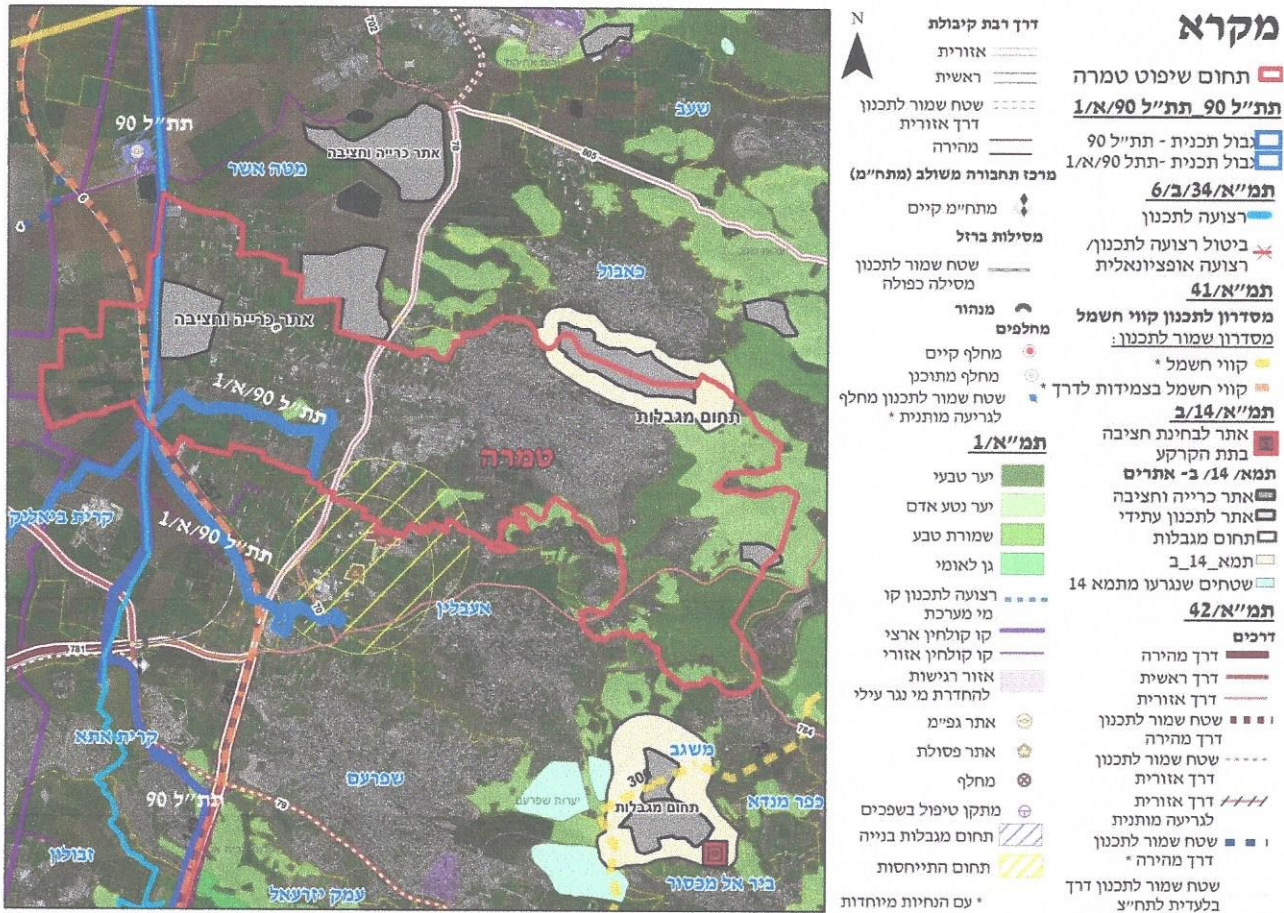 מקרא
תחום שיפוט טמרה
תת"ל 90_תת"ל 90/א/1
גבול תכנית - תת"ל 90
גבול תכנית -תתל 90/א/1
תמ"א/34/ב/6
רצועה לתכנון
ביטול רצועה לתכנון/
רצועה אופציונאלית
תמ"א/41
מסדרון לתכנון קווי חשמל
מסדרון שמור לתכנון:
קווי חשמל *
קווי חשמל בצמידות לדרך *
תמ"א/14/ב
אתר לבחינת חציבה
בתת הקרקע
תמא/ 14/ ב- אתרים
אתר כרייה וחציבה
אתר לתכנון עתידי
תחום מגבלות
תמא_14_ב
שטחים שנגרעו מתמא 14
תמ"א/42
דרכים
דרך מהירה
דרך ראשית
דרך אזורית
שטח שמור לתכנון
דרך מהירה
שטח שמור לתכנון
דרך אזורית
דרך אזורית
לגריעה מותנית
שטח שמור לתכנון
דרך מהירה *
שטח שמור לתכנון דרך
בלעדית לתח"צ
דרך רבת קיבולת
אזורית
ראשית
שטח שמור לתכנון
דרך אזורית
מהירה
מרכז תחבורה משולב (מתח"מ)
מתח"מ קיים
מסילות ברזל
שטח שמור לתכנון
מסילה כפולה
מנהור
מחלפים
מחלף קיים
מחלף מתוכנן
שטח שמור לתכנון מחלף
לגריעה מותנית *
תמ"א/1
יער טבעי
יער נטע אדם
שמורת טבע
גן לאומי
רצועה לתכנון קו
מי מערכת
קו קולחין ארצי
קו קולחין אזורי
אזור רגישות
להחדרת מי נגר עילי
אתר גפ"מ
אתר פסולת
מחלף
מתקן טיפול בשפכים
תחום מגבלות בנייה
תחום התייחסות
* עם הנחיות מיוחדות
N
702
שעב
תת"ל 90
אתר כרייה וחציבה
70
805
מטה אשר
6
4
כאבול
אתר כרייה וחציבה
תת"ל 90/א/1
תחום מגבלות
טמרה
קרית ביאליק
תת"ל 90/א/1
אעבלין
70
781
784
קרית אתא
משגב
שפרעם
300
תת"ל 90
70
יערות שפרעם
תחום מגבלות
כפר מנדא
זבולון
עמק יזרעאל
ביר אל מכסור